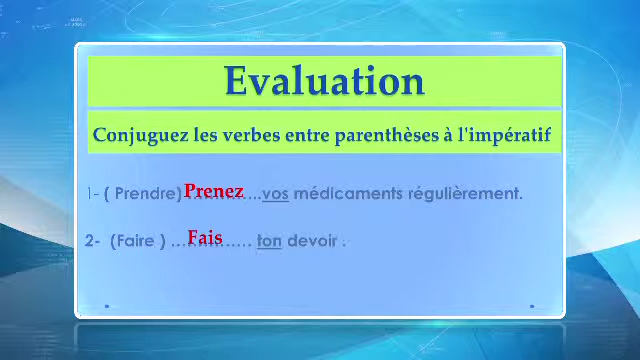 Evaluation
Conjuguez les verbes entre parenthèses à l'impératif
1- ( Prendre) Prenez ..............vos médicaments régulièrement.
2- (Faire ) ...Fais............ ton devoir .